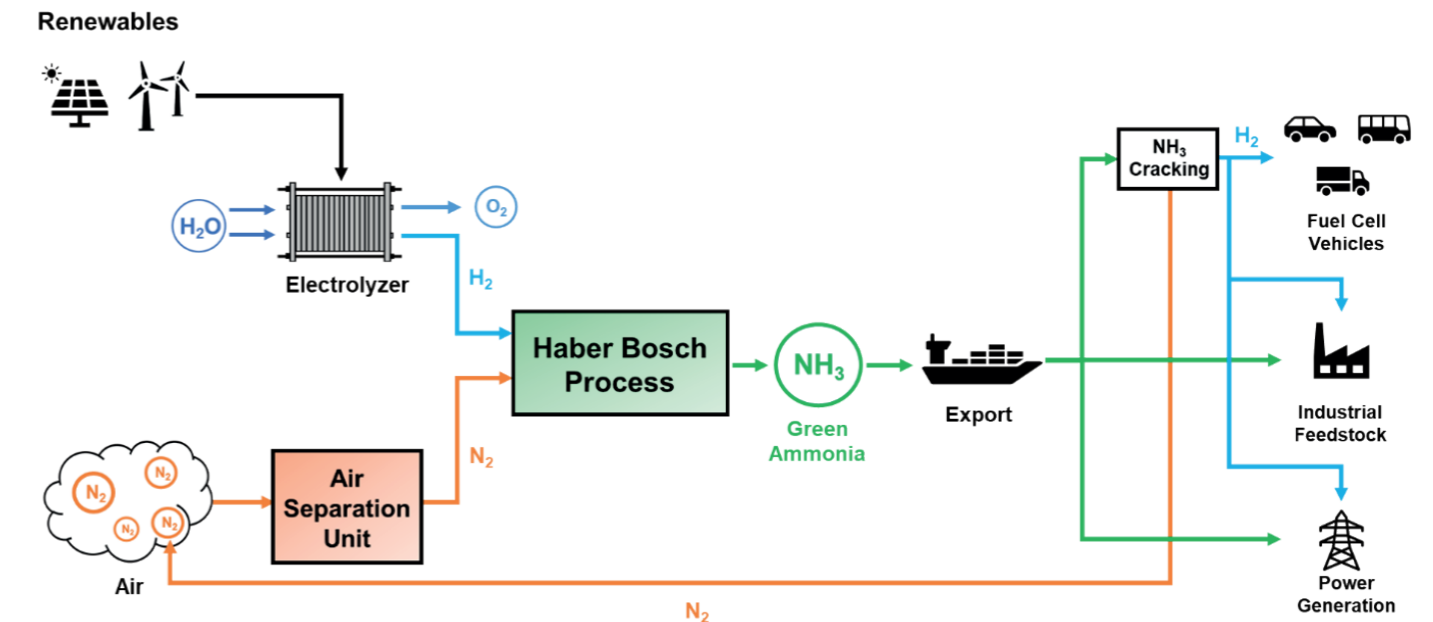 Renewables
H₂O
O₂
Electrolyzer
H₂
Haber Bosch
Process
NH₃
Green
Ammonia
Export
NH₃
Cracking
H₂
Fuel Cell
Vehicles
Industrial
Feedstock
Power
Generation
N₂
N₂
N₂
N₂
Air
Air
Separation
Unit
N₂
N₂